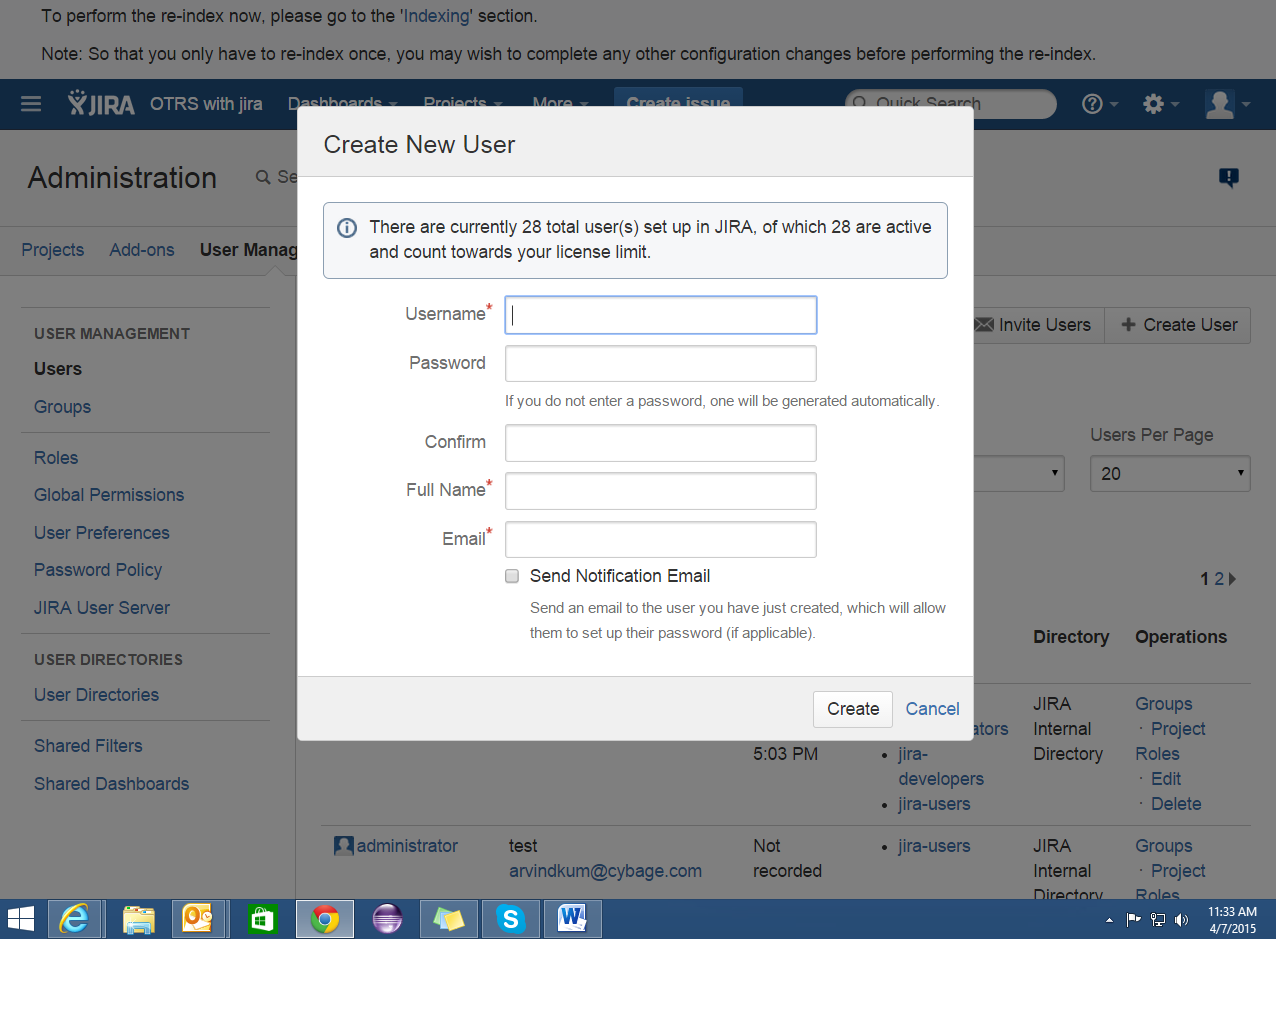 To perform the re-index now, please go to the 'Indexing' section.
Note: So that you only have to re-index once, you may wish to complete any other configuration changes before performing the re-index.
JIRA OTRS with jira Dashboards Projects More Create issue Quick Search
Create New User
Administration Se
There are currently 28 total user(s) set up in JIRA, of which 28 are active
and count towards your license limit.
Projects Add-ons User Manag
Username*
Password
If you do not enter a password, one will be generated automatically.
Confirm
Full Name*
Email*
Send Notification Email
Send an email to the user you have just created, which will allow
them to set up their password (if applicable).
Create Cancel
USER MANAGEMENT
Users
Groups
Roles
Global Permissions
User Preferences
Password Policy
JIRA User Server
USER DIRECTORIES
User Directories
Shared Filters
Shared Dashboards
Invite Users + Create User
Users Per Page
20
1 2
Directory Operations
5:03 PM
ators
• jira-
developers
• jira-users
JIRA
Internal
Directory
Groups
· Project
Roles
· Edit
· Delete
administrator
test
arvindkum@cybage.com
Not
recorded
• jira-users
JIRA
Internal
Directory
Groups
· Project
Roles
11:33 AM
4/7/2015